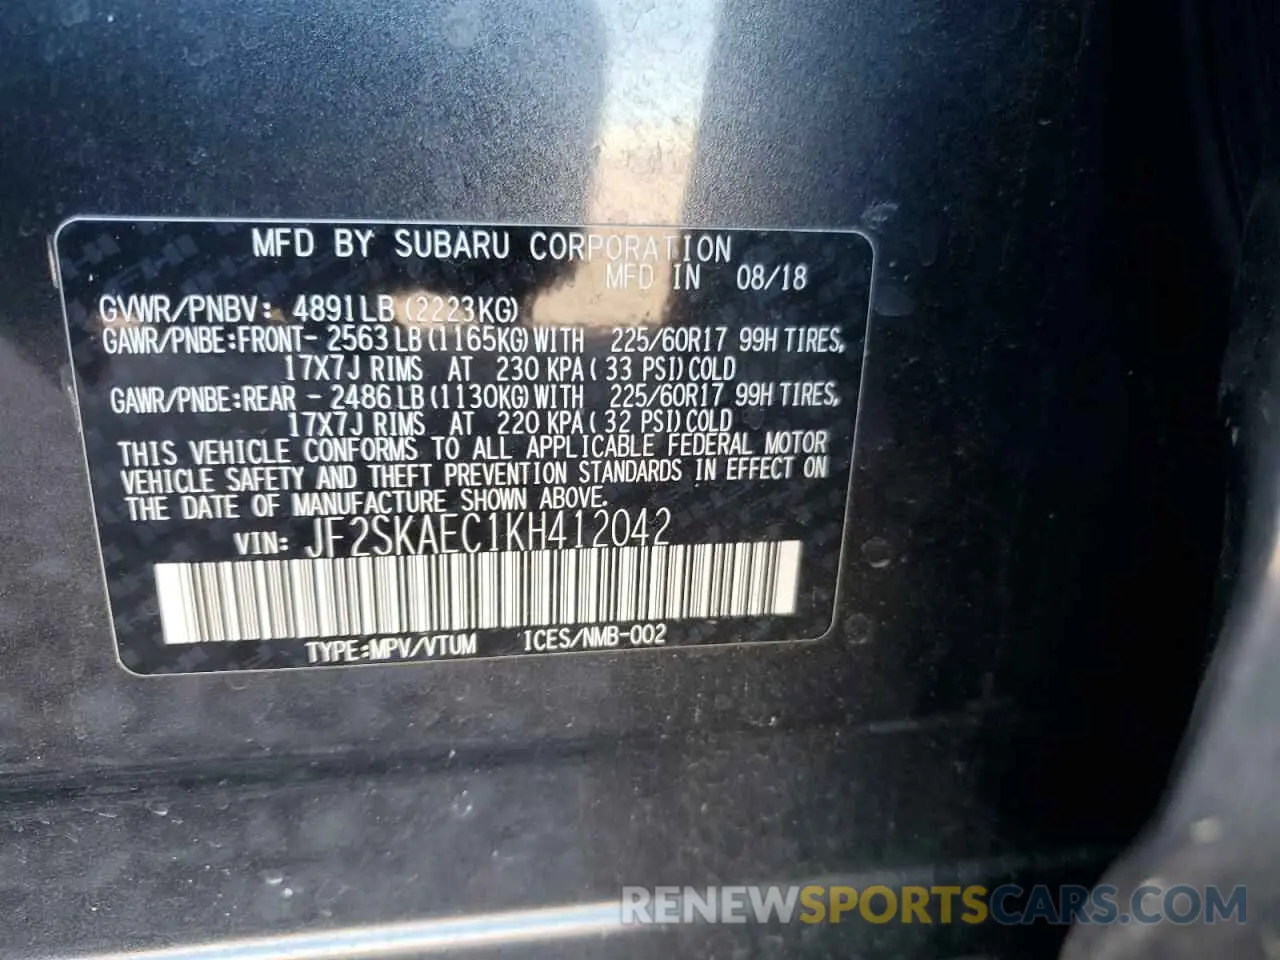 MFD BY SUBARU CORPORATION
MFD IN 08/18
GVWR/PNBV: 4891LB (2223KG)
GAWR/PNBE:FRONT- 2563 LB (1165KG) WITH 225/60R17 99H TIRES,
17X7J RIMS AT 230 KPA ( 33 PSI) COLD
GAWR/PNBE:REAR - 2486 LB (1130KG) WITH 225/60R17 99H TIRES,
17X7J RIMS AT 220 KPA ( 32 PSI) COLD
THIS VEHICLE CONFORMS TO ALL APPLICABLE FEDERAL MOTOR
VEHICLE SAFETY AND THEFT PREVENTION STANDARDS IN EFFECT ON
THE DATE OF MANUFACTURE SHOWN ABOVE.
VIN: JF2SKAEC1KH412042
TYPE:MPV/VTUM ICES/NMB-002
RENEWSPORTSCARS.COM